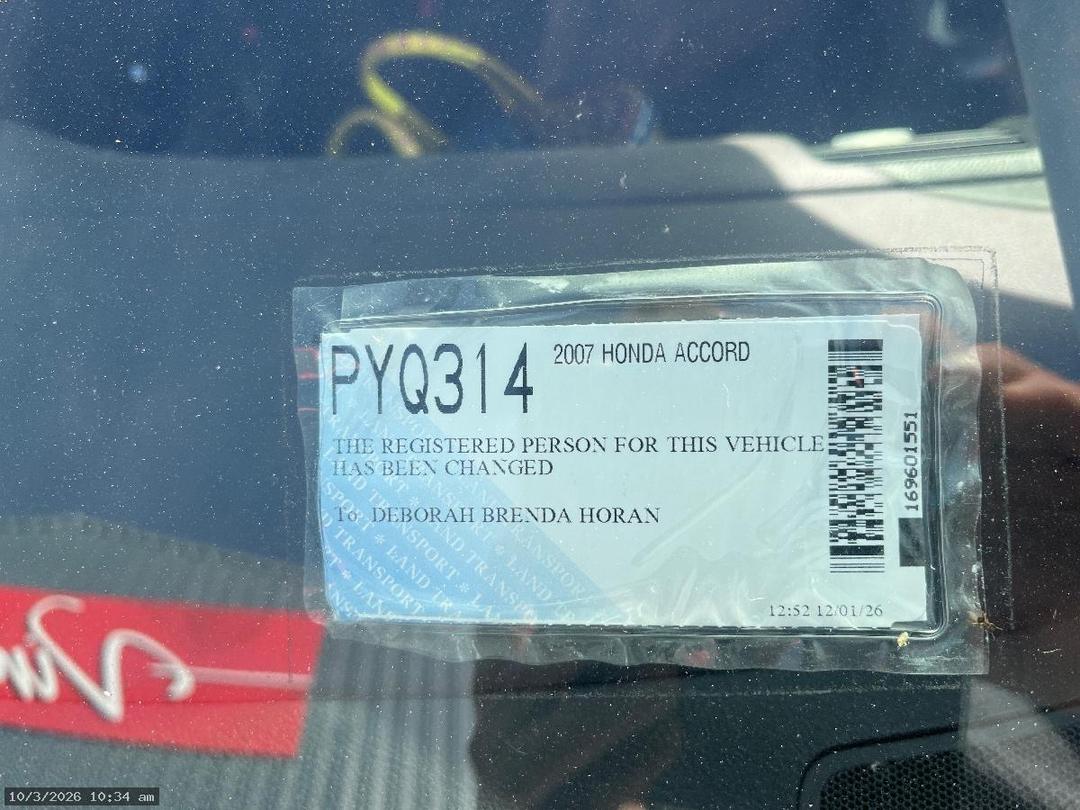 PYQ314 2007 HONDA ACCORD
THE REGISTERED PERSON FOR THIS VEHICLE
HAS BEEN CHANGED
To DEBORAH BRENDA HORAN
169601551
12:52 12/01/26
10/3/2026 10:34 am